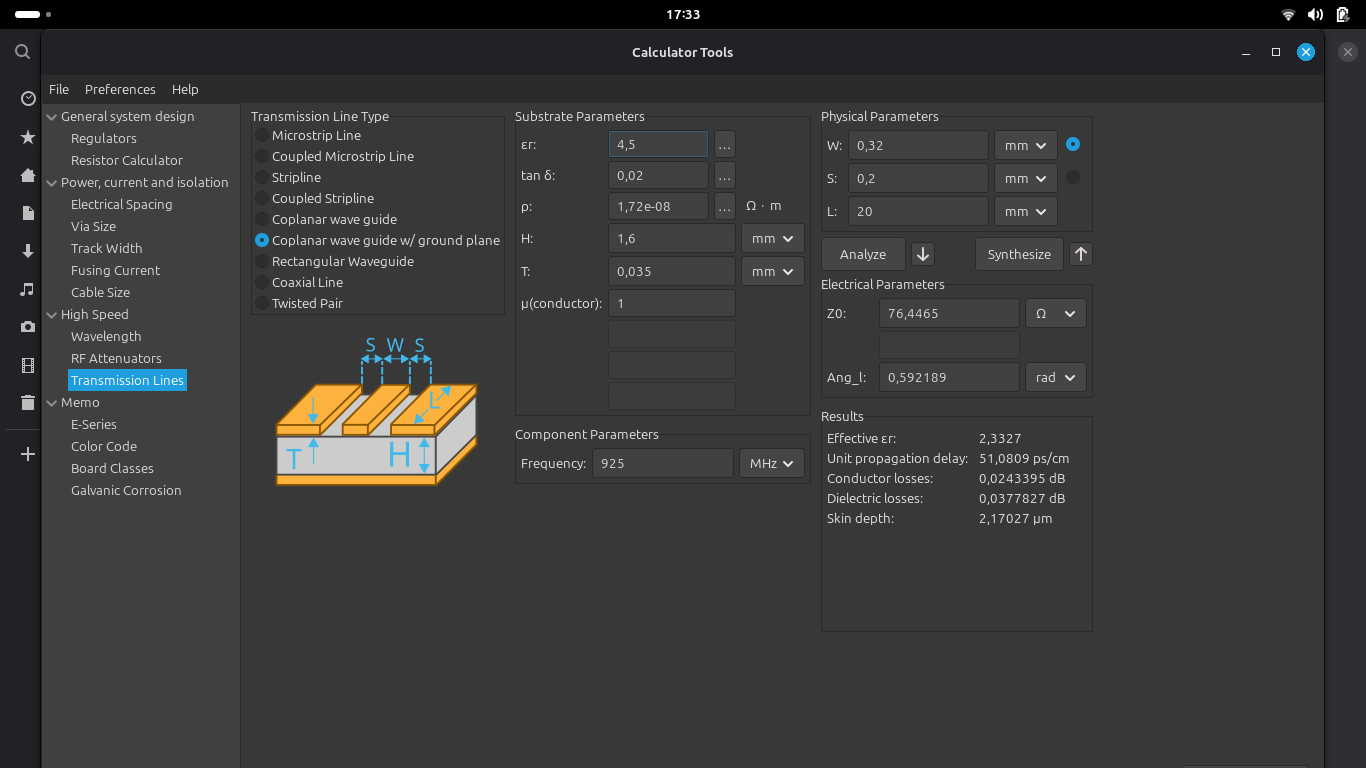 17:33
Calculator Tools
File Preferences Help
General system design
Regulators
Resistor Calculator
Power, current and isolation
Electrical Spacing
Via Size
Track Width
Fusing Current
Cable Size
High Speed
Wavelength
RF Attenuators
Transmission Lines
Memo
E-Series
Color Code
Board Classes
Galvanic Corrosion
Transmission Line Type
Microstrip Line
Coupled Microstrip Line
Stripline
Coupled Stripline
Coplanar wave guide
Coplanar wave guide w/ ground plane
Rectangular Waveguide
Coaxial Line
Twisted Pair
S W S
L
T H
Substrate Parameters
εr: 4,5 ...
tan δ: 0,02 ...
ρ: 1,72e-08 ... Ω · m
H: 1,6 mm
T: 0,035 mm
μ(conductor): 1
Component Parameters
Frequency: 925 MHz
Physical Parameters
W: 0,32 mm
S: 0,2 mm
L: 20 mm
Analyze Synthesize
Electrical Parameters
Z0: 76,4465 Ω
Ang_l: 0,592189 rad
Results
Effective εr: 2,3327
Unit propagation delay: 51,0809 ps/cm
Conductor losses: 0,0243395 dB
Dielectric losses: 0,0377827 dB
Skin depth: 2,17027 µm